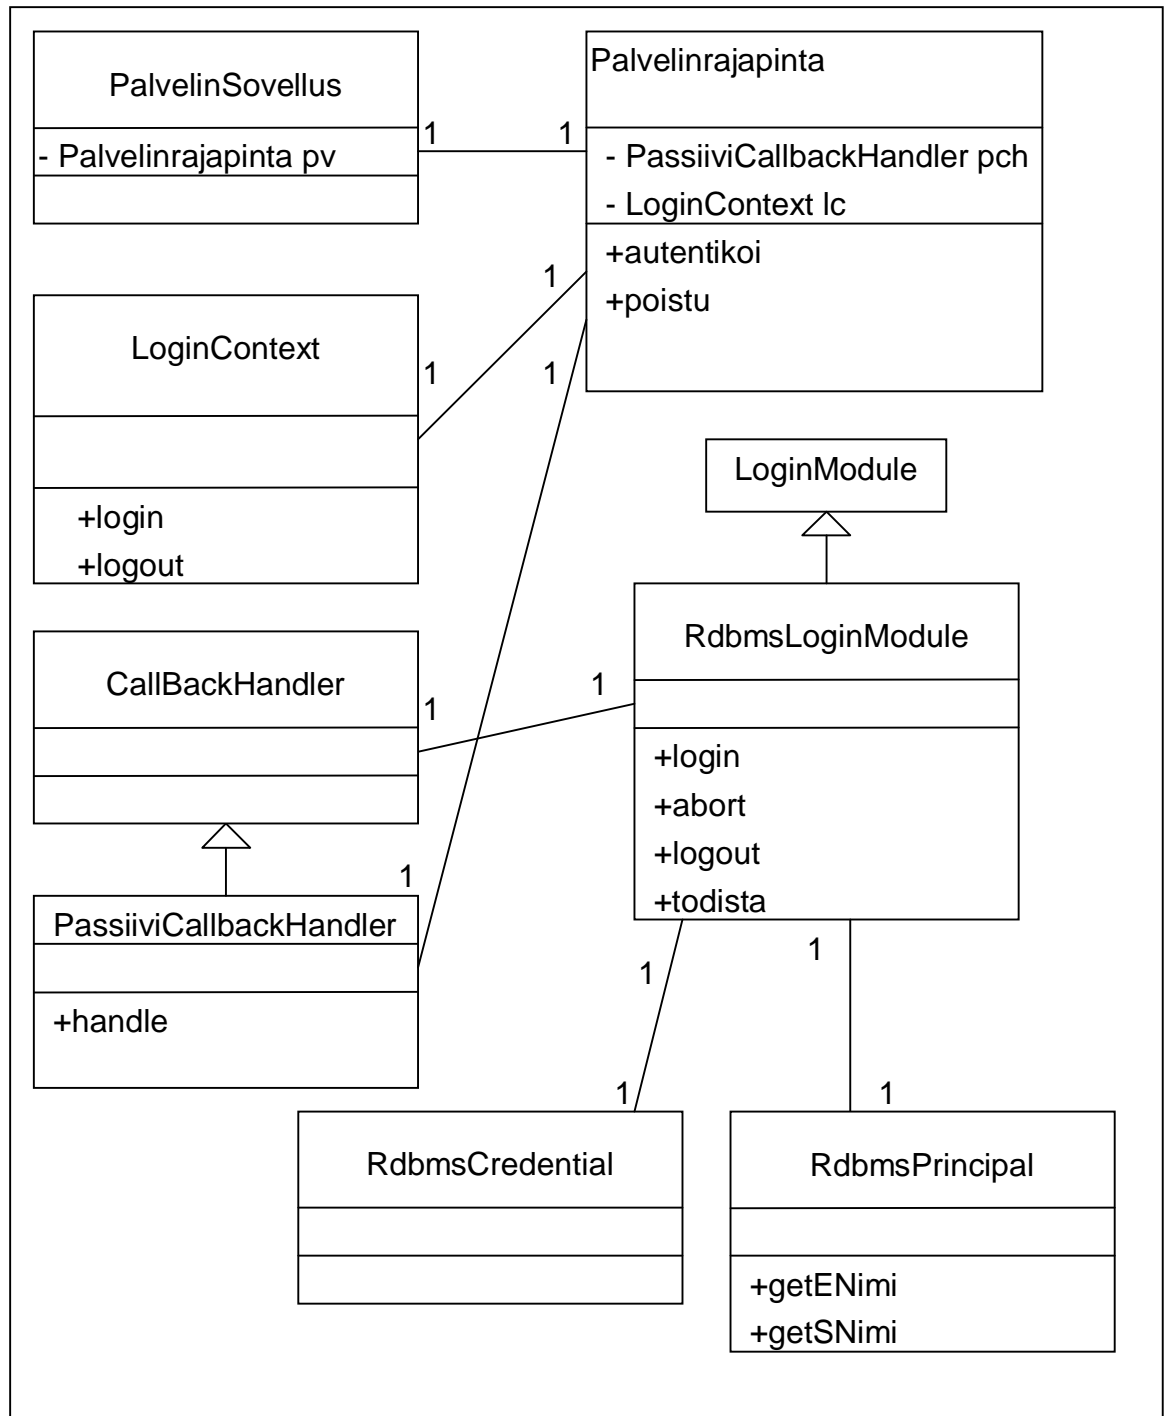 PalvelinSovellus
- Palvelinrajapinta pv
1
1
Palvelinrajapinta
- PassiiviCallbackHandler pch
- LoginContext lc
+autentikoi
+poistu
1
1
1
LoginContext
+login
+logout
LoginModule
RdbmsLoginModule
+login
+abort
+logout
+todista
CallBackHandler
1
1
PassiiviCallbackHandler
+handle
1
1
1
1
1
RdbmsCredential
RdbmsPrincipal
+getENimi
+getSNimi